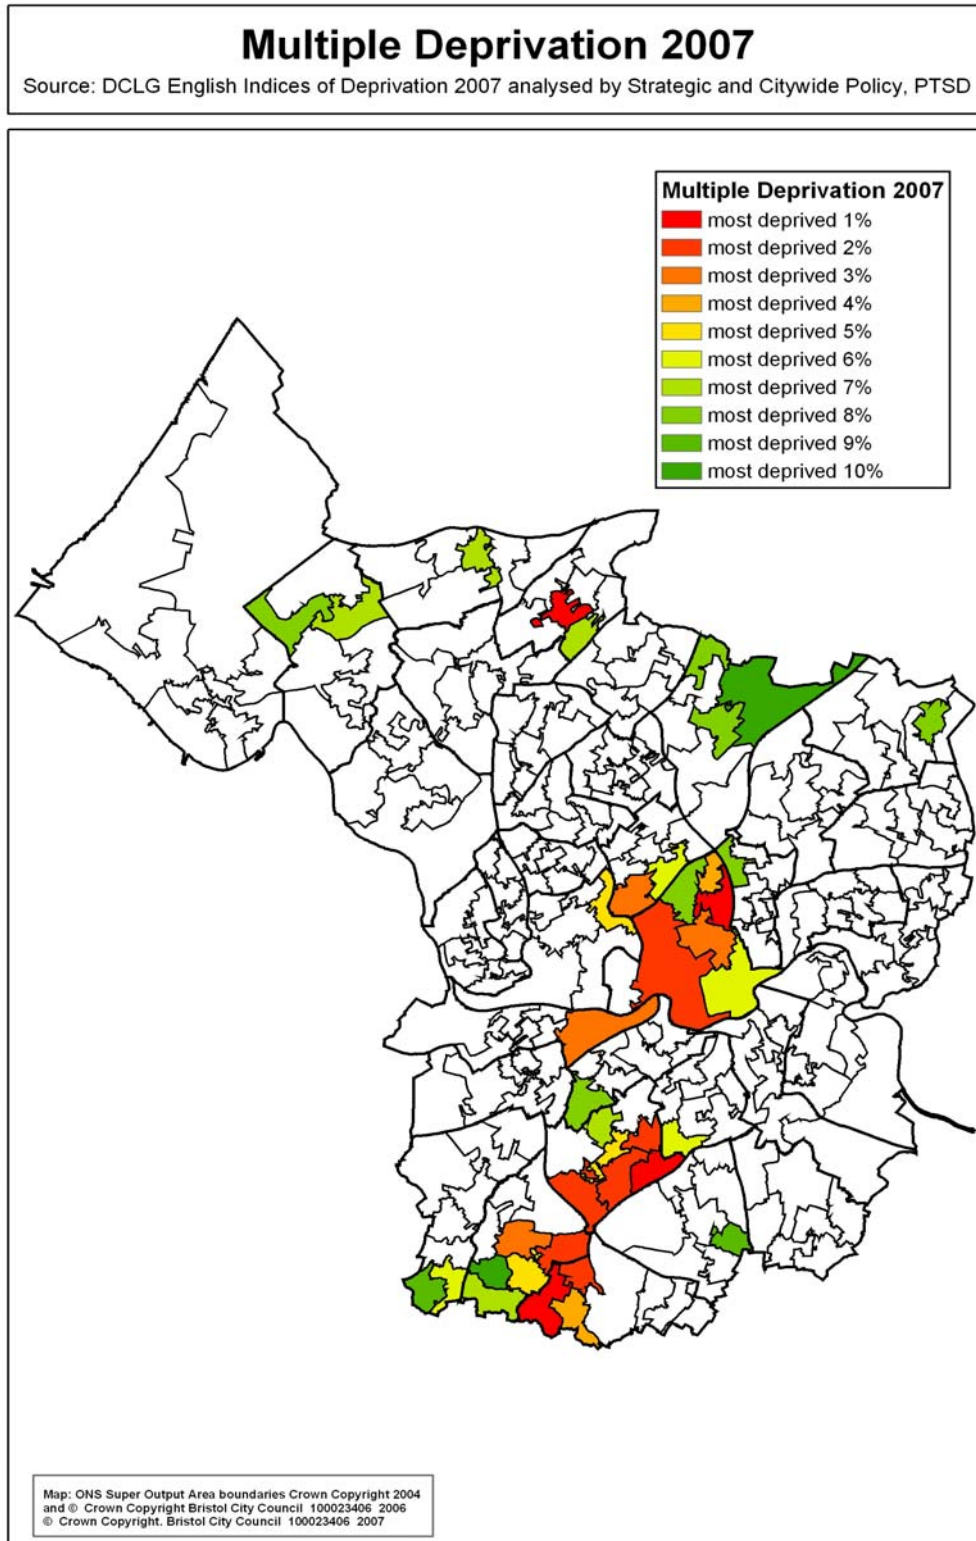 Multiple Deprivation 2007
Source: DCLG English Indices of Deprivation 2007 analysed by Strategic and Citywide Policy, PTSD
Multiple Deprivation 2007
most deprived 1%
most deprived 2%
most deprived 3%
most deprived 4%
most deprived 5%
most deprived 6%
most deprived 7%
most deprived 8%
most deprived 9%
most deprived 10%
Map: ONS Super Output Area boundaries Crown Copyright 2004
and © Crown Copyright Bristol City Council 100023406 2006
© Crown Copyright. Bristol City Council 100023406 2007